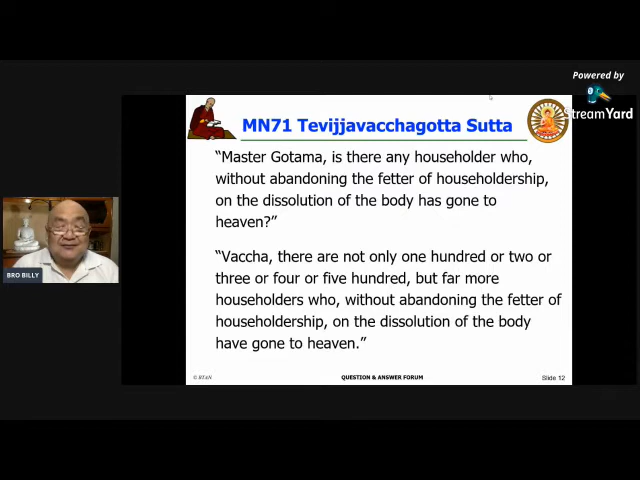 Powered by
StreamYard
MN71 Tevijjavacchagotta Sutta
“Master Gotama, is there any householder who,
without abandoning the fetter of householdership,
on the dissolution of the body has gone to
heaven?”
“Vaccha, there are not only one hundred or two or
three or four or five hundred, but far more
householders who, without abandoning the fetter of
householdership, on the dissolution of the body
have gone to heaven.”
BRO BILLY
QUESTION & ANSWER FORUM
Slide 12